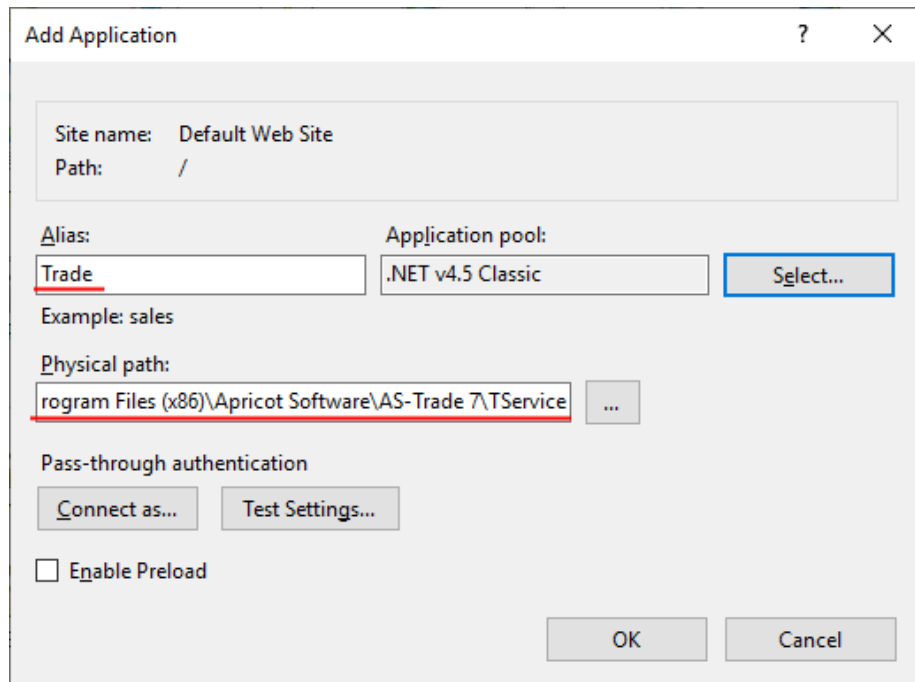 Add Application ? ×
Site name: Default Web Site
Path: /
Alias: Application pool:
Trade .NET v4.5 Classic Select...
Example: sales
Physical path:
rogram Files (x86)\Apricot Software\AS-Trade 7\TService ...
Pass-through authentication
Connect as... Test Settings...
Enable Preload
OK Cancel